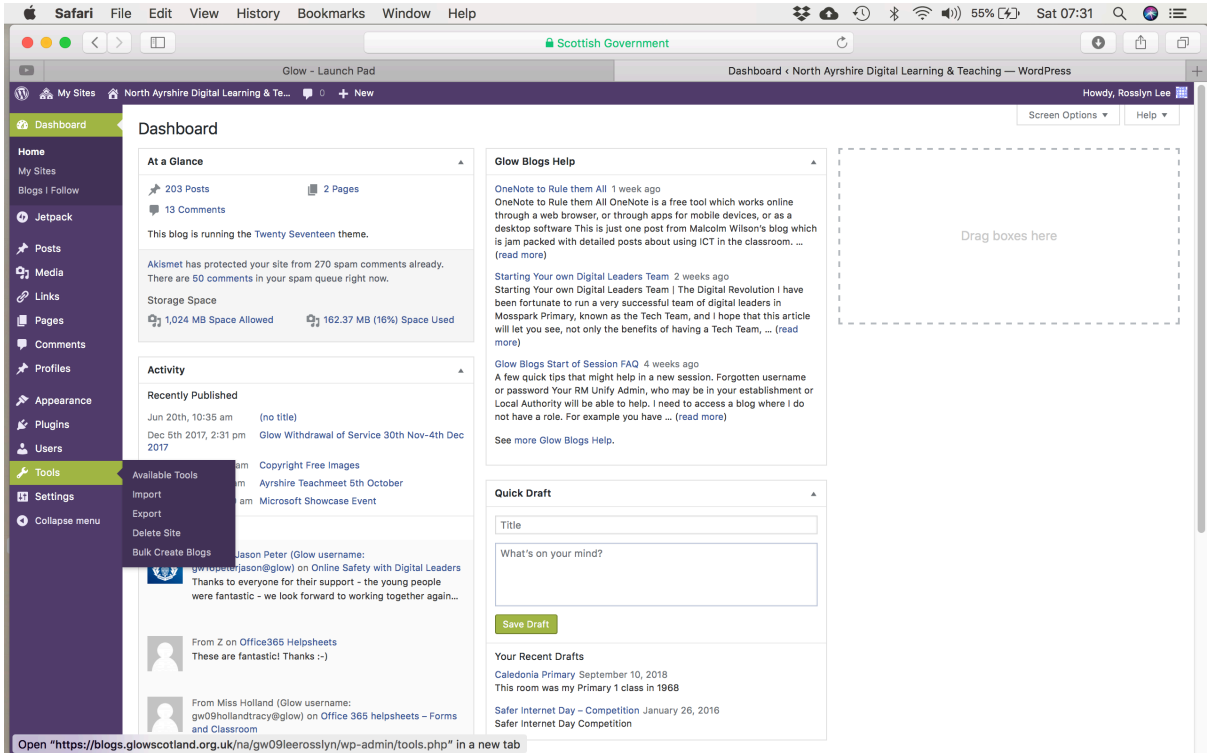 Safari File Edit View History Bookmarks Window Help 55% Sat 07:31
Scottish Government
Glow - Launch Pad
Dashboard ‹ North Ayrshire Digital Learning & Teaching — WordPress
My Sites North Ayrshire Digital Learning & Te... 0 + New Howdy, Rosslyn Lee
Screen Options ▼ Help ▼
Dashboard
Home
My Sites
Blogs I Follow
Jetpack
Posts
Media
Links
Pages
Comments
Profiles
Appearance
Plugins
Users
Tools
Settings
Collapse menu
Available Tools
Import
Export
Delete Site
Bulk Create Blogs
Dashboard
At a Glance
203 Posts 2 Pages
13 Comments
This blog is running the Twenty Seventeen theme.
Akismet has protected your site from 270 spam comments already.
There are 50 comments in your spam queue right now.
Storage Space
1,024 MB Space Allowed 162.37 MB (16%) Space Used
Activity
Recently Published
Jun 20th, 10:35 am (no title)
Dec 5th 2017, 2:31 pm Glow Withdrawal of Service 30th Nov-4th Dec
2017
am Copyright Free Images
am Ayrshire Teachmeet 5th October
am Microsoft Showcase Event
Jason Peter (Glow username:
gw16peterjason@glow) on Online Safety with Digital Leaders
Thanks to everyone for their support - the young people
were fantastic - we look forward to working together again…
From Z on Office365 Helpsheets
These are fantastic! Thanks :-)
From Miss Holland (Glow username:
gw09hollandtracy@glow) on Office 365 helpsheets – Forms
and Classroom
Glow Blogs Help
OneNote to Rule them All 1 week ago
OneNote to Rule them All OneNote is a free tool which works online
through a web browser, or through apps for mobile devices, or as a
desktop software This is just one post from Malcolm Wilson's blog which
is jam packed with detailed posts about using ICT in the classroom. …
(read more)
Starting Your own Digital Leaders Team 2 weeks ago
Starting Your own Digital Leaders Team | The Digital Revolution I have
been fortunate to run a very successful team of digital leaders in
Mosspark Primary, known as the Tech Team, and I hope that this article
will let you see, not only the benefits of having a Tech Team, … (read
more)
Glow Blogs Start of Session FAQ 4 weeks ago
A few quick tips that might help in a new session. Forgotten username
or password Your RM Unify Admin, who may be in your establishment or
Local Authority will be able to help. I need to access a blog where I do
not have a role. For example you have … (read more)
See more Glow Blogs Help.
Quick Draft
Title
What's on your mind?
Save Draft
Your Recent Drafts
Caledonia Primary September 10, 2018
This room was my Primary 1 class in 1968
Safer Internet Day – Competition January 26, 2016
Safer Internet Day Competition
Drag boxes here
Open "https://blogs.glowscotland.org.uk/na/gw09leerosslyn/wp-admin/tools.php" in a new tab